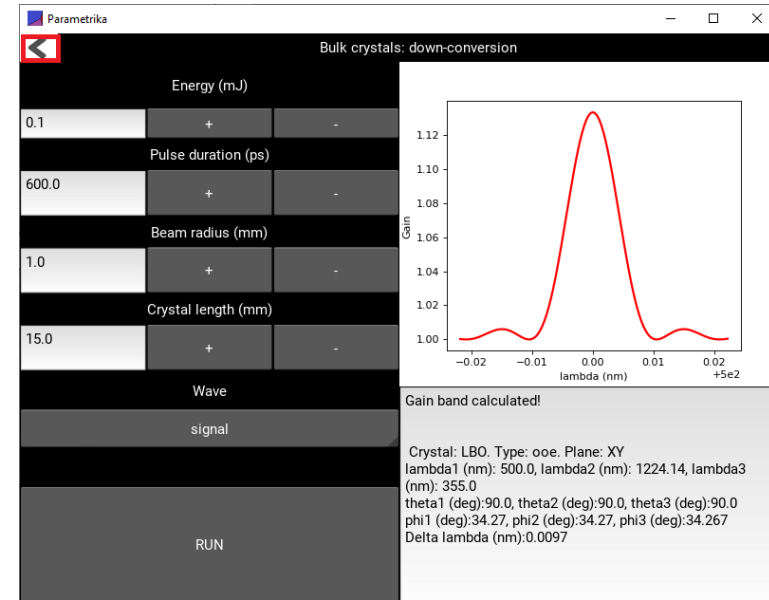 Parametrika
Bulk crystals: down-conversion
Energy (mJ)
0.1
+
-
Pulse duration (ps)
600.0
+
-
Beam radius (mm)
1.0
+
-
Crystal length (mm)
15.0
+
-
Wave
signal
RUN
Gain
1.12
1.10
1.08
1.06
1.04
1.02
1.00
−0.02 −0.01 0.00 0.01 0.02
lambda (nm)
+5e2
Gain band calculated!
Crystal: LBO. Type: ooe. Plane: XY
lambda1 (nm): 500.0, lambda2 (nm): 1224.14, lambda3
(nm): 355.0
theta1 (deg):90.0, theta2 (deg):90.0, theta3 (deg):90.0
phi1 (deg):34.27, phi2 (deg):34.27, phi3 (deg):34.267
Delta lambda (nm):0.0097